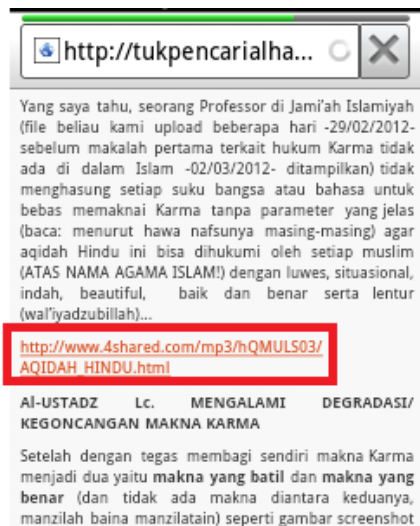 http://tukpencarialha...
Yang saya tahu, seorang Professor di Jami'ah Islamiyah
(file beliau kami upload beberapa hari -29/02/2012-
sebelum makalah pertama terkait hukum Karma tidak
ada di dalam Islam -02/03/2012- ditampilkan) tidak
menghasung setiap suku bangsa atau bahasa untuk
bebas memaknai Karma tanpa parameter yang jelas
(baca: menurut hawa nafsunya masing-masing) agar
aqidah Hindu ini bisa dihukumi oleh setiap muslim
(ATAS NAMA AGAMA ISLAM!) dengan luwes, situasional,
indah, beautiful, baik dan benar serta lentur
(wal'iyadzubillah)...
http://www.4shared.com/mp3/hQMULS03/
AQIDAH_HINDU.html
Al-USTADZ Lc. MENGALAMI DEGRADASI/
KEGONCANGAN MAKNA KARMA
Setelah dengan tegas membagi sendiri makna Karma
menjadi dua yaitu makna yang batil dan makna yang
benar (dan tidak ada makna diantara keduanya,
manzilah baina manzilatain) seperti gambar screenshot